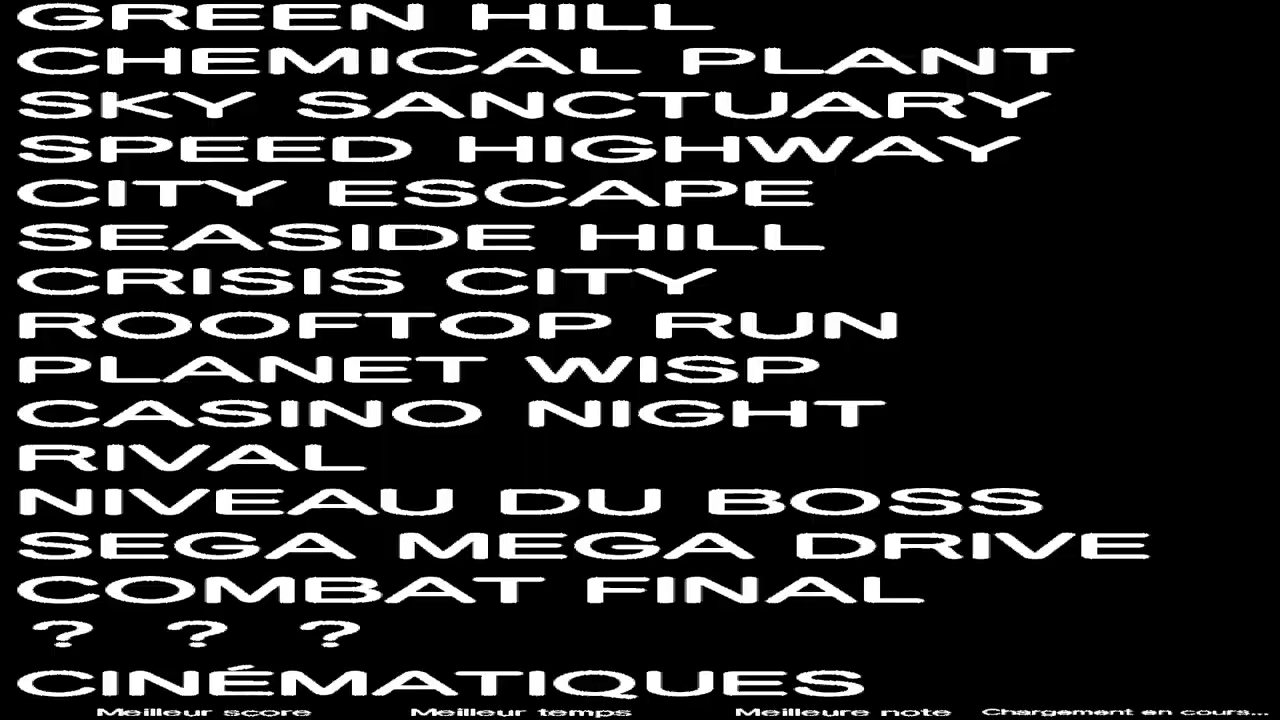 GREEN HILL
CHEMICAL PLANT
SKY SANCTUARY
SPEED HIGHWAY
CITY ESCAPE
SEASIDE HILL
CRISIS CITY
ROOFTOP RUN
PLANET WISP
CASINO NIGHT
RIVAL
NIVEAU DU BOSS
SEGA MEGA DRIVE
COMBAT FINAL
? ? ?
CINÉMATIQUES
Meilleur score Meilleur temps Meilleure note Chargement en cours...